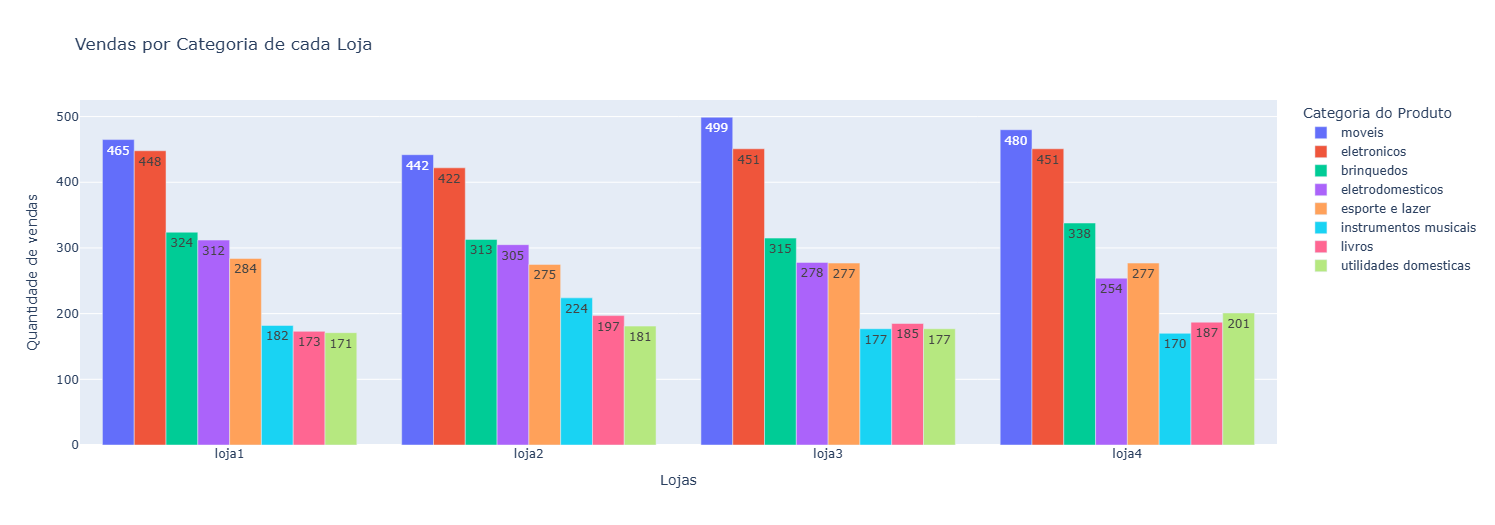 Vendas por Categoria de cada Loja
Quantidade de vendas
500
400
300
200
100
0
465
448
324
312
284
182
173
171
442
422
313
305
275
224
197
181
499
451
315
278
277
177
185
177
480
451
338
254
277
170
187
201
loja1
loja2
loja3
loja4
Lojas
Categoria do Produto
moveis
eletronicos
brinquedos
eletrodomesticos
esporte e lazer
instrumentos musicais
livros
utilidades domesticas